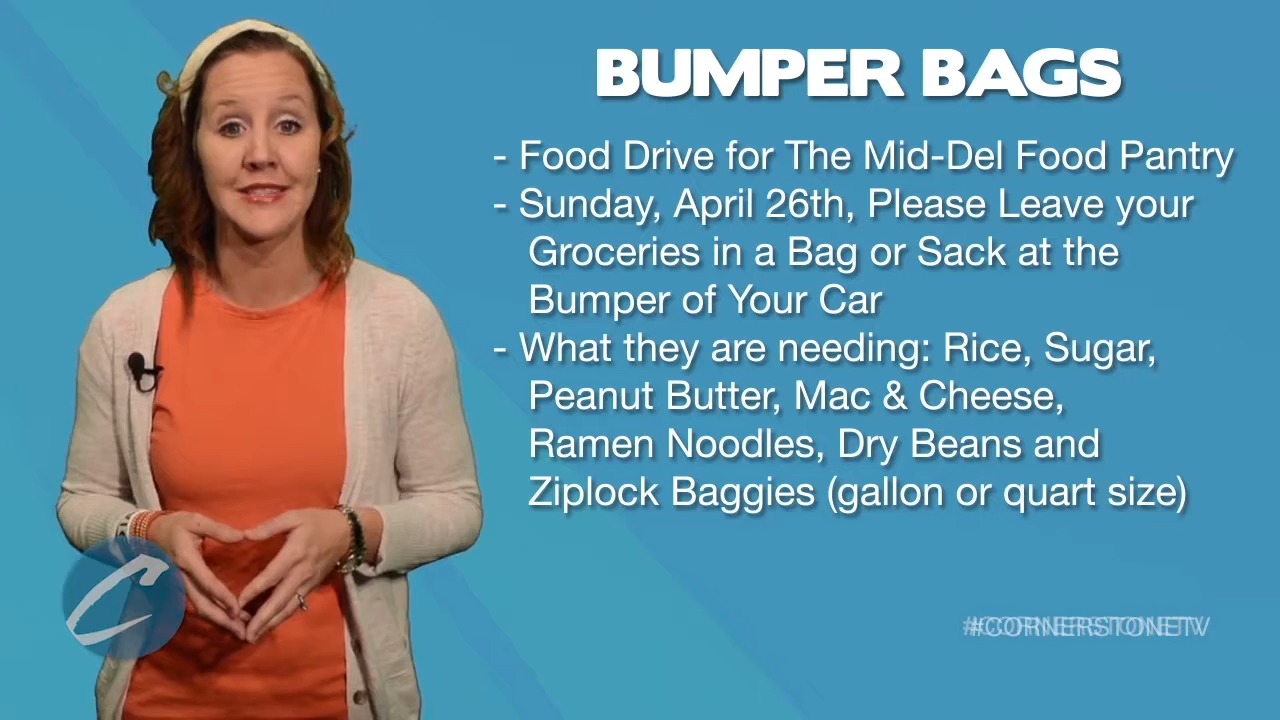 BUMPER BAGS
- Food Drive for The Mid-Del Food Pantry
- Sunday, April 26th, Please Leave your
Groceries in a Bag or Sack at the
Bumper of Your Car
- What they are needing: Rice, Sugar,
Peanut Butter, Mac & Cheese,
Ramen Noodles, Dry Beans and
Ziplock Baggies (gallon or quart size)
C
#CORNERSTONETV